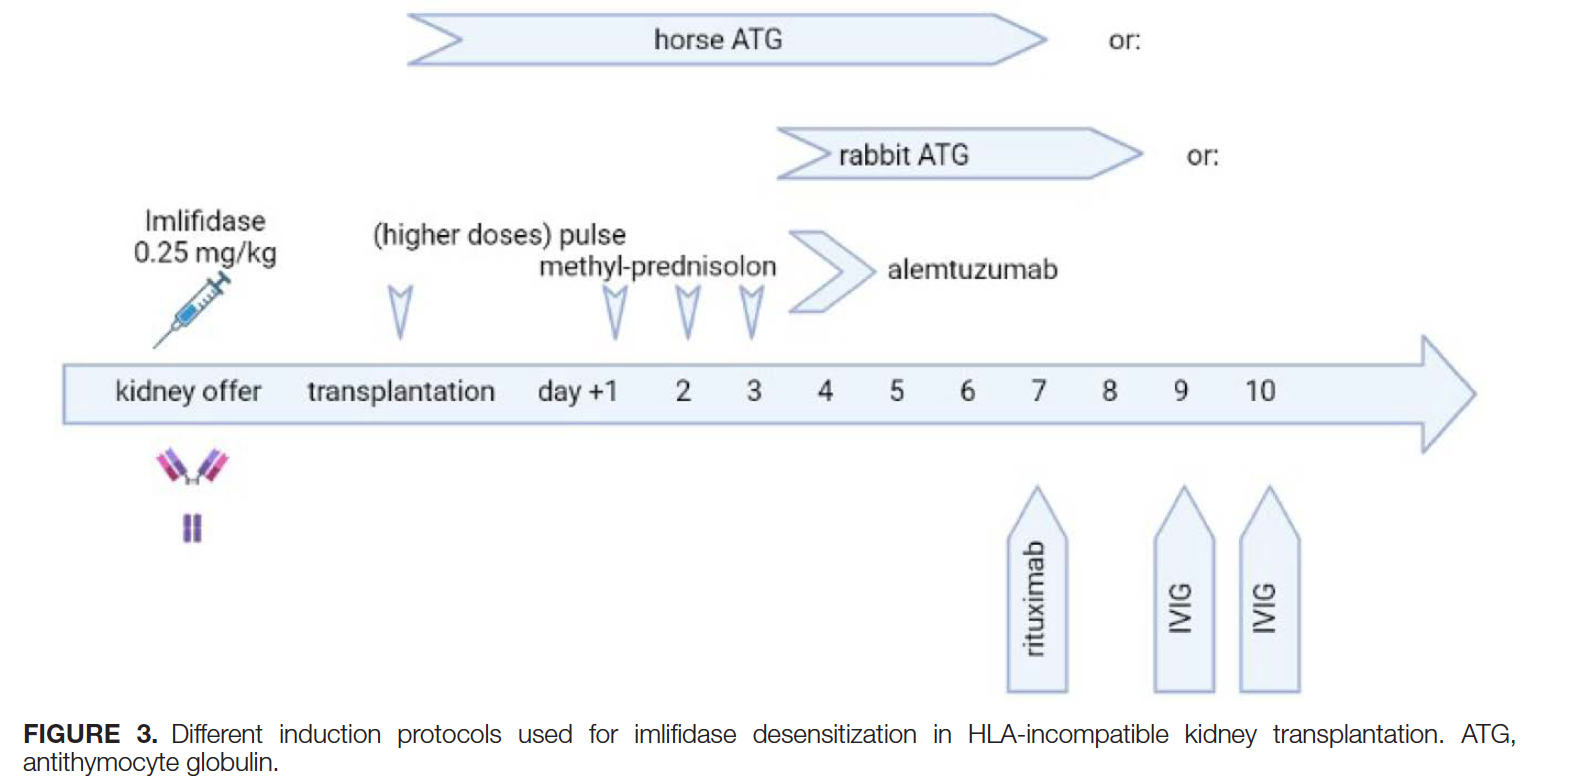 horse ATG or:
rabbit ATG or:
Imlifidase
0.25 mg/kg
(higher doses) pulse
methyl-prednisolon
alemtuzumab
kidney offer transplantation day +1 2 3 4 5 6 7 8 9 10
rituximab
IVIG
IVIG
FIGURE 3. Different induction protocols used for imlifidase desensitization in HLA-incompatible kidney transplantation. ATG,
antithymocyte globulin.